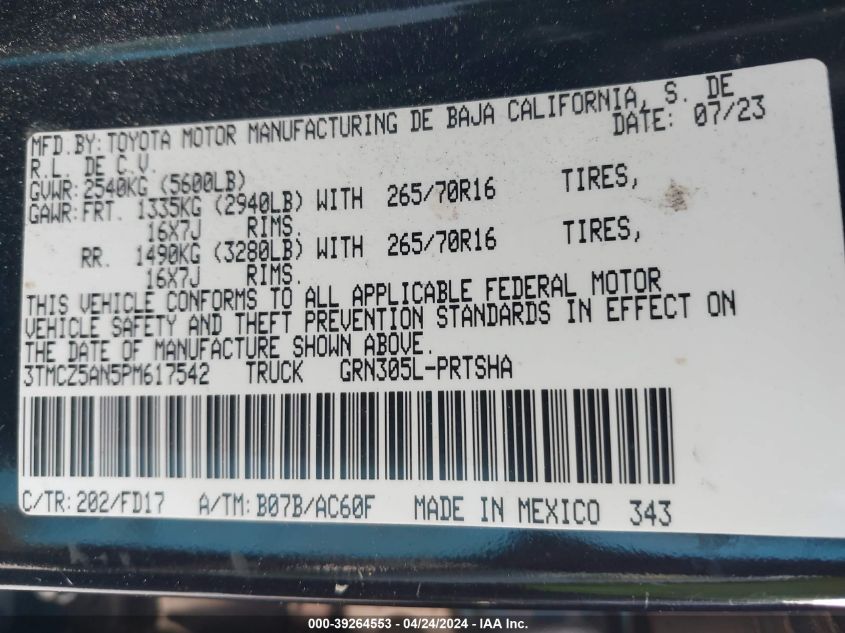 MFD.BY: TOYOTA MOTOR MANUFACTURING DE BAJA CALIFORNIA, S. DE
R.L. DE C.V. DATE: 07/23
GVWR: 2540KG (5600LB)
GAWR: FRT. 1335KG (2940LB) WITH 265/70R16 TIRES,
16X7J RIMS.
RR. 1490KG (3280LB) WITH 265/70R16 TIRES,
16X7J RIMS.
THIS VEHICLE CONFORMS TO ALL APPLICABLE FEDERAL MOTOR
VEHICLE SAFETY AND THEFT PREVENTION STANDARDS IN EFFECT ON
THE DATE OF MANUFACTURE SHOWN ABOVE.
3TMCZ5AN5PM617542 TRUCK GRN305L-PRTSHA
C/TR: 202/FD17 A/TM: B07B/AC60F MADE IN MEXICO 343
000-39264553 - 04/24/2024 - IAA Inc.